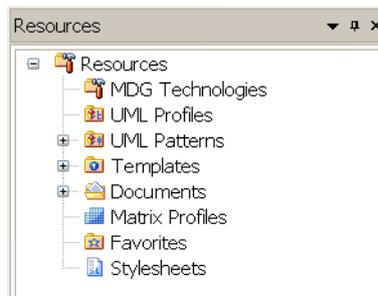 Resources
Resources
MDG Technologies
UML Profiles
UML Patterns
Templates
Documents
Matrix Profiles
Favorites
Stylesheets